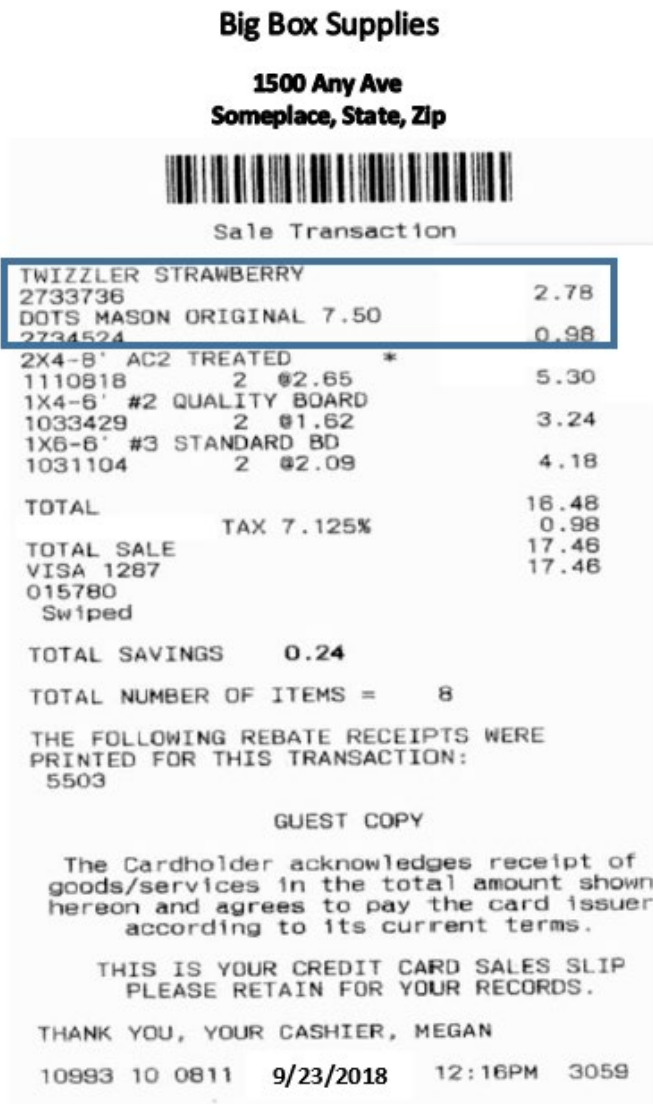 Big Box Supplies
1500 Any Ave
Someplace, State, Zip
Sale Transaction
TWIZZLER STRAWBERRY
2733736 2.78
DOTS MASON ORIGINAL 7.50
2734524 0.98
2X4-8' AC2 TREATED *
1110818 2 @2.65 5.30
1X4-6' #2 QUALITY BOARD
1033429 2 @1.62 3.24
1X6-6' #3 STANDARD BD
1031104 2 @2.09 4.18
TOTAL 16.48
TAX 7.125% 0.98
TOTAL SALE 17.46
VISA 1287 17.46
015780
Swiped
TOTAL SAVINGS 0.24
TOTAL NUMBER OF ITEMS = 8
THE FOLLOWING REBATE RECEIPTS WERE
PRINTED FOR THIS TRANSACTION:
5503
GUEST COPY
The Cardholder acknowledges receipt of
goods/services in the total amount shown
hereon and agrees to pay the card issuer
according to its current terms.
THIS IS YOUR CREDIT CARD SALES SLIP
PLEASE RETAIN FOR YOUR RECORDS.
THANK YOU, YOUR CASHIER, MEGAN
10993 10 0811 9/23/2018 12:16PM 3059